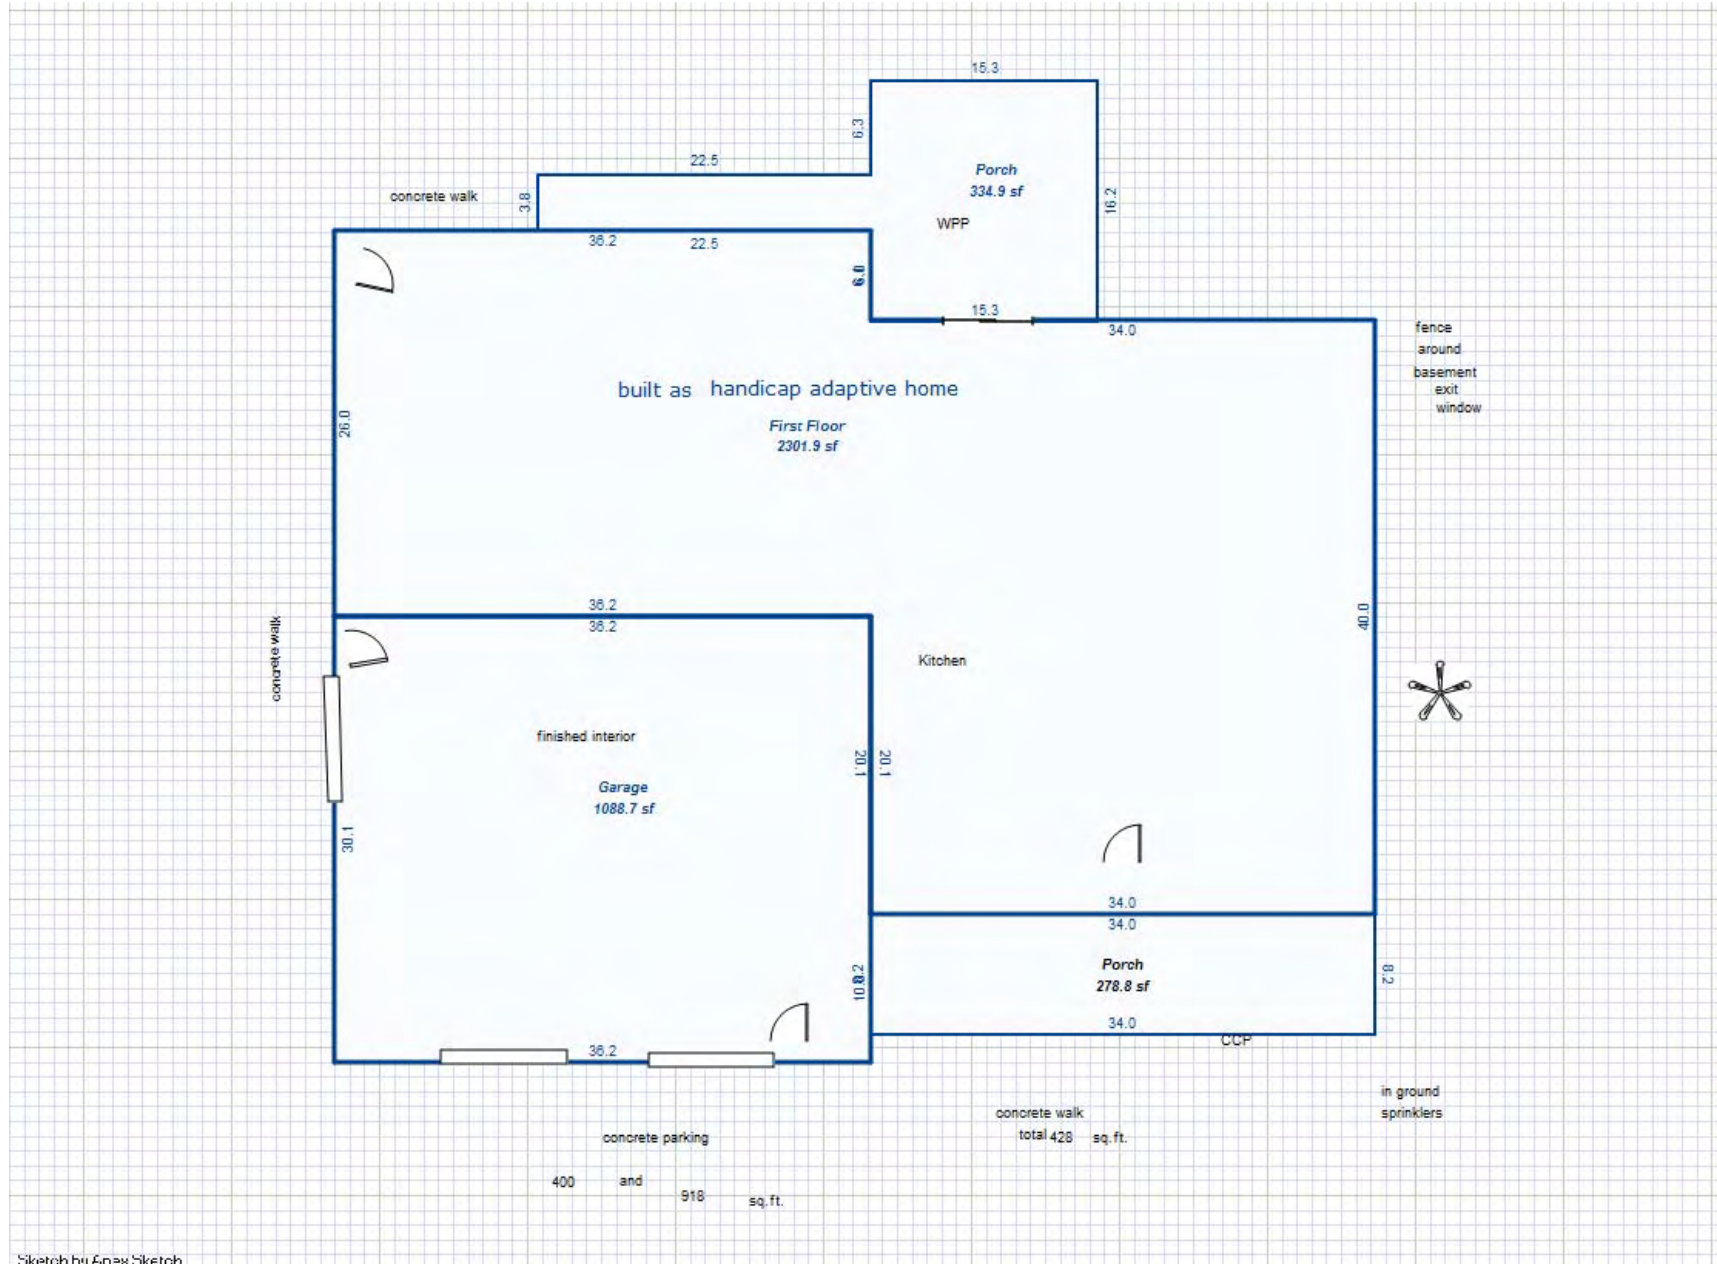 15.3
6.3
22.5
Porch
334.9 sf
concrete walk
3.8
16.2
WPP
36.2
22.5
6.0
15.3
34.0
fence
around
basement
exit
window
built as handicap adaptive home
First Floor
2301.9 sf
26.0
36.2
36.2
40.0
concrete walk
Kitchen
finished interior
20.1
20.1
Garage
1088.7 sf
30.1
34.0
34.0
Porch
278.8 sf
8.2
34.0
CCP
36.2
in ground
sprinklers
concrete walk
total 428 sq.ft.
concrete parking
400 and
918 sq.ft.
Sketch by Apex Sketch